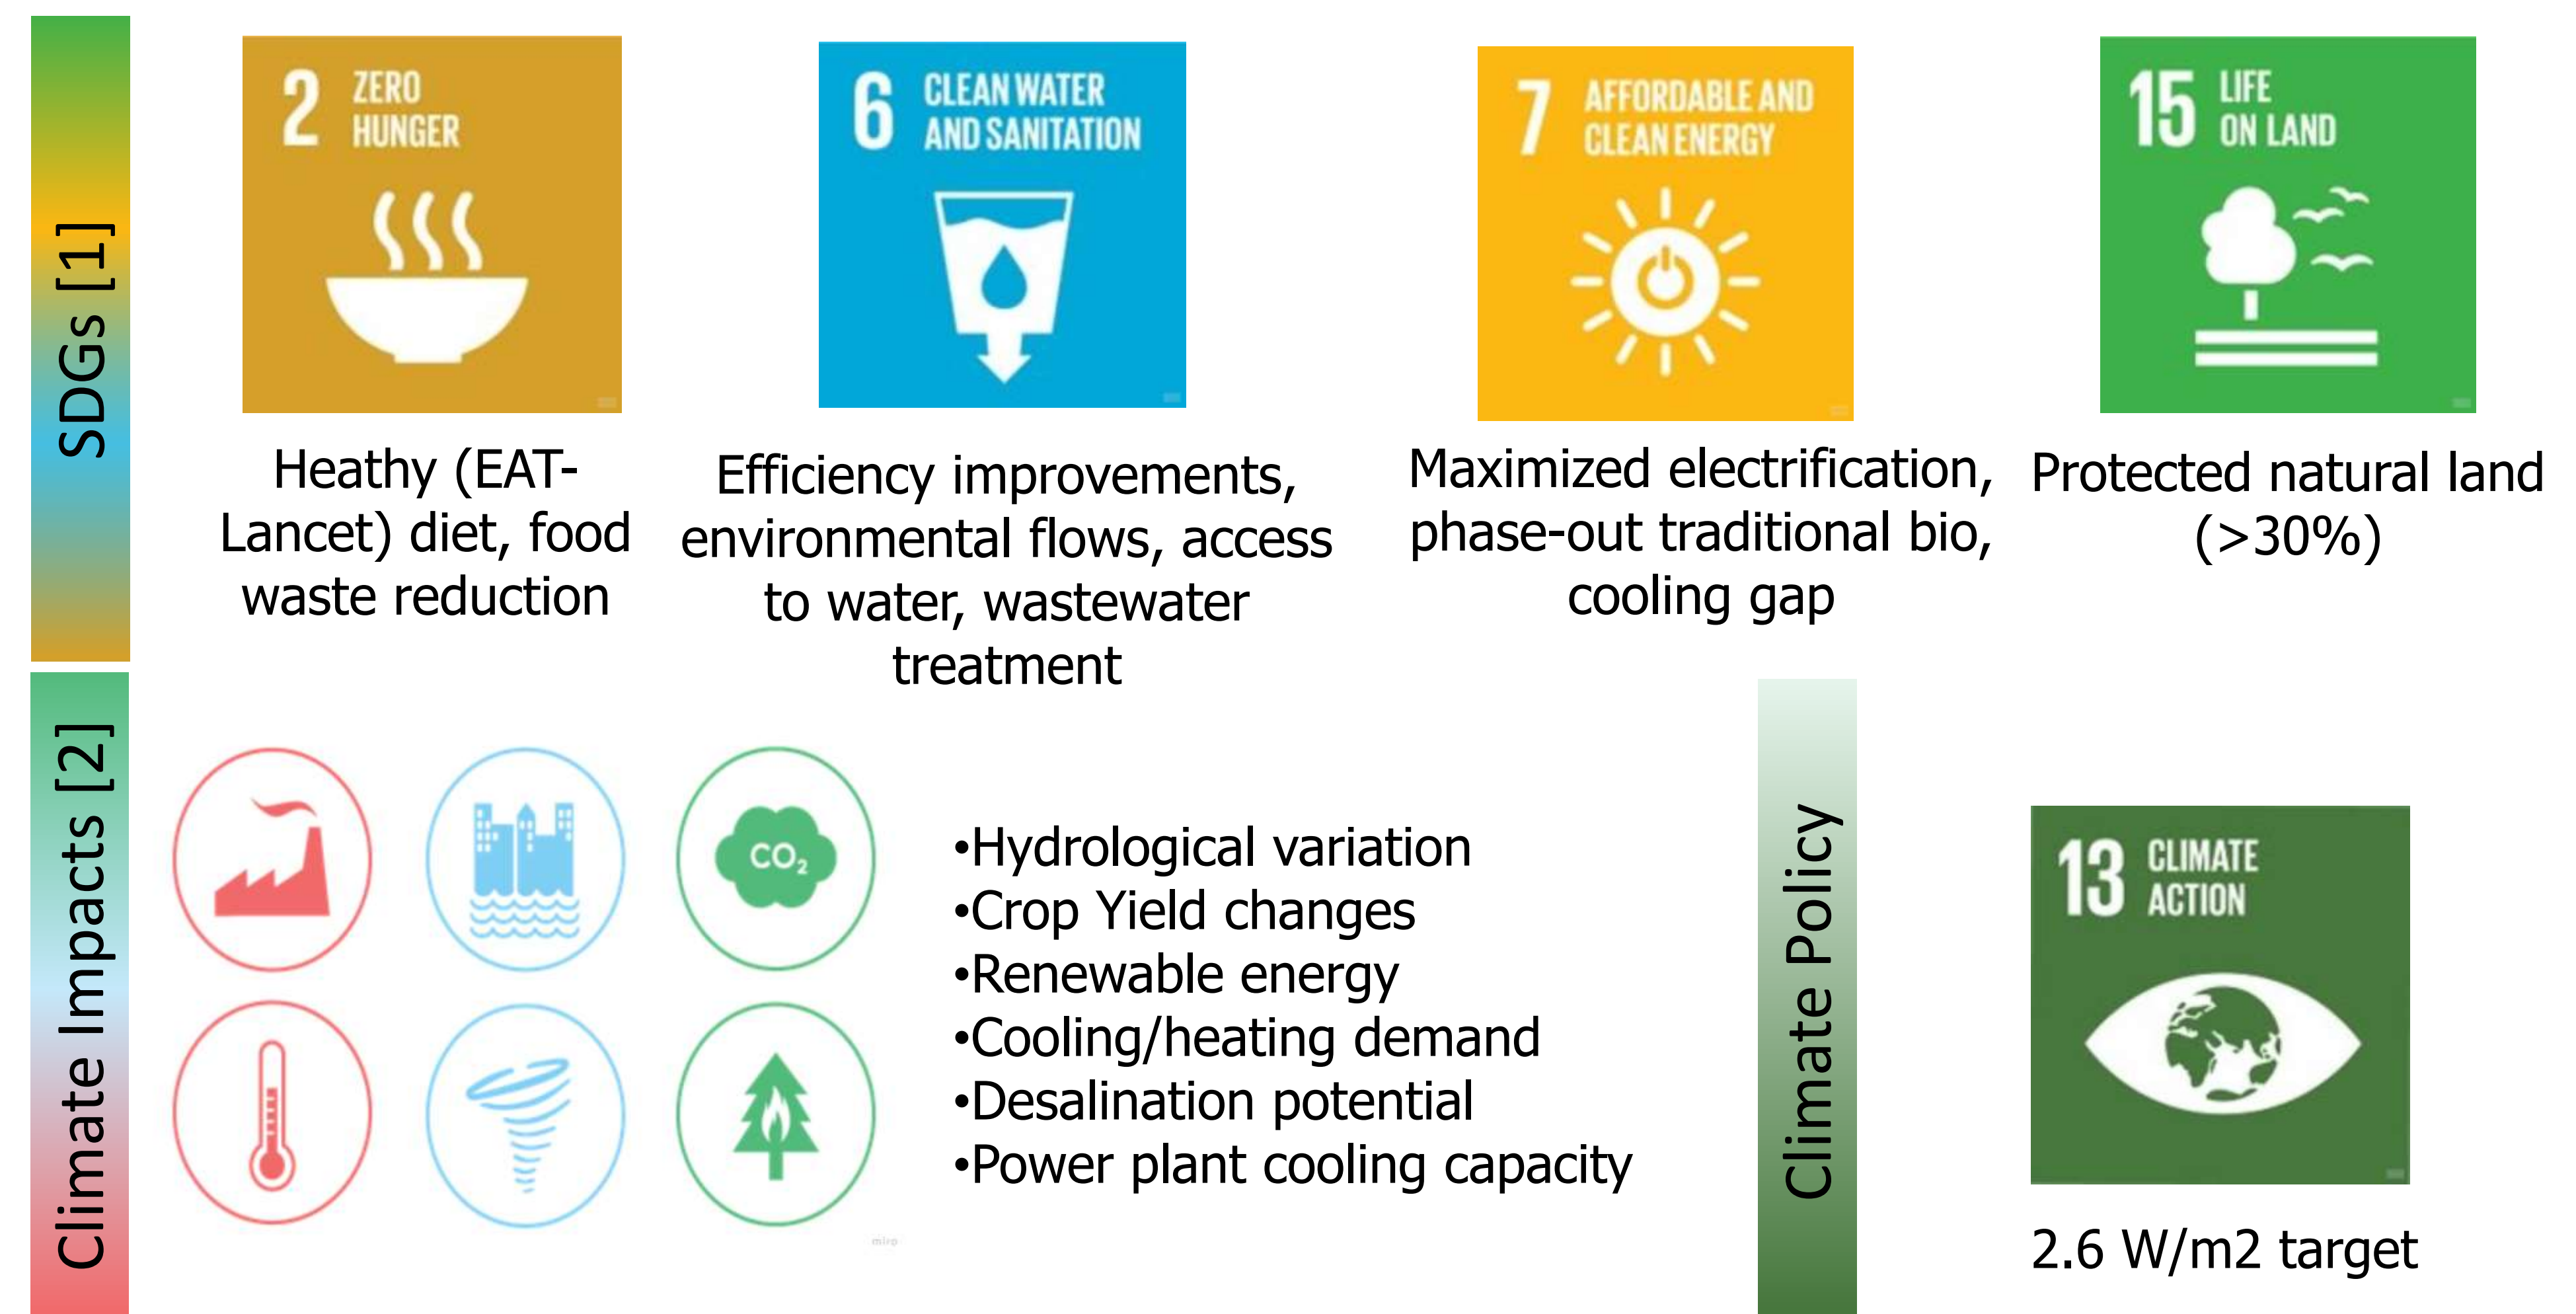 SDGs [1]
2 ZERO
HUNGER
6 CLEAN WATER
AND SANITATION
7 AFFORDABLE AND
CLEAN ENERGY
15 LIFE
ON LAND
Heathy (EAT-
Lancet) diet, food
waste reduction
Efficiency improvements,
environmental flows, access
to water, wastewater
treatment
Maximized electrification,
phase-out traditional bio,
cooling gap
Protected natural land
(>30%)
Climate Impacts [2]
CO₂
•Hydrological variation
•Crop Yield changes
•Renewable energy
•Cooling/heating demand
•Desalination potential
•Power plant cooling capacity
miro
Climate Policy
13 CLIMATE
ACTION
2.6 W/m2 target